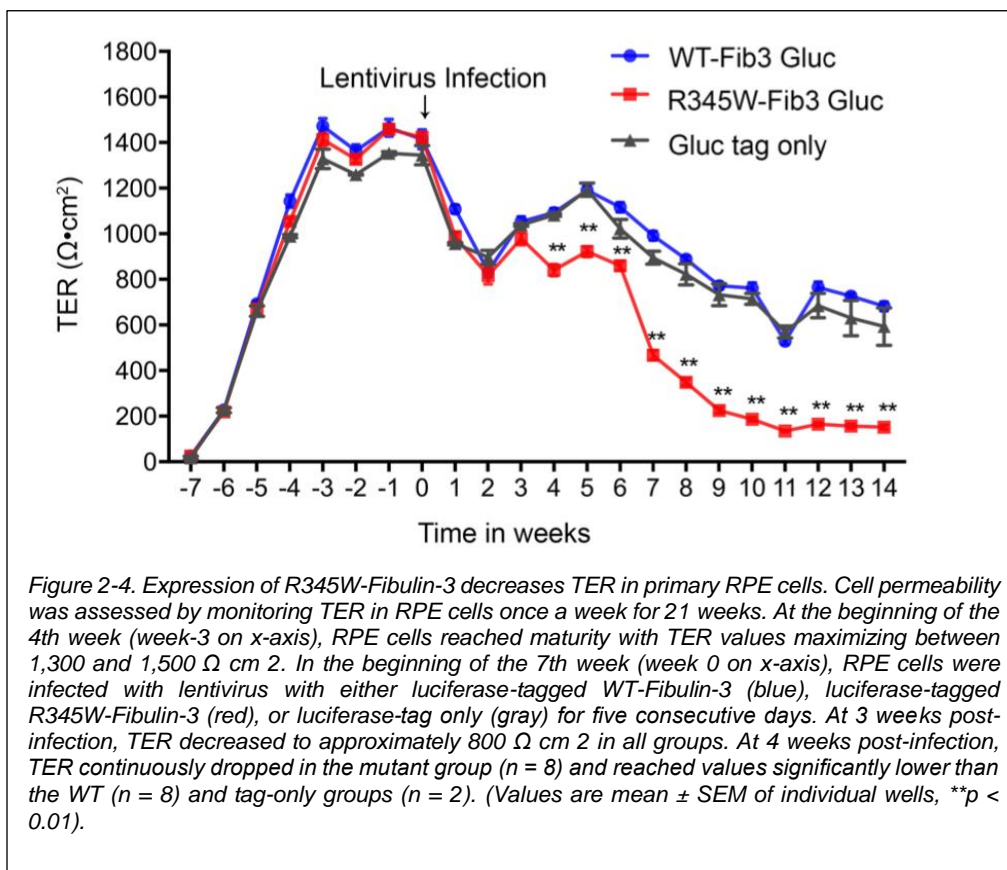 1800
1600
1400
1200
1000
800
600
400
200
0
TER (Ω•cm²)
Lentivirus Infection
↓
WT-Fib3 Gluc
R345W-Fib3 Gluc
Gluc tag only
**
**
**
**
**
**
**
**
**
**
**
-7 -6 -5 -4 -3 -2 -1 0 1 2 3 4 5 6 7 8 9 10 11 12 13 14
Time in weeks
Figure 2-4. Expression of R345W-Fibulin-3 decreases TER in primary RPE cells. Cell permeability
was assessed by monitoring TER in RPE cells once a week for 21 weeks. At the beginning of the
4th week (week-3 on x-axis), RPE cells reached maturity with TER values maximizing between
1,300 and 1,500 Ω cm 2. In the beginning of the 7th week (week 0 on x-axis), RPE cells were
infected with lentivirus with either luciferase-tagged WT-Fibulin-3 (blue), luciferase-tagged
R345W-Fibulin-3 (red), or luciferase-tag only (gray) for five consecutive days. At 3 weeks post-
infection, TER decreased to approximately 800 Ω cm 2 in all groups. At 4 weeks post-infection,
TER continuously dropped in the mutant group (n = 8) and reached values significantly lower than
the WT (n = 8) and tag-only groups (n = 2). (Values are mean ± SEM of individual wells, **p <
0.01).